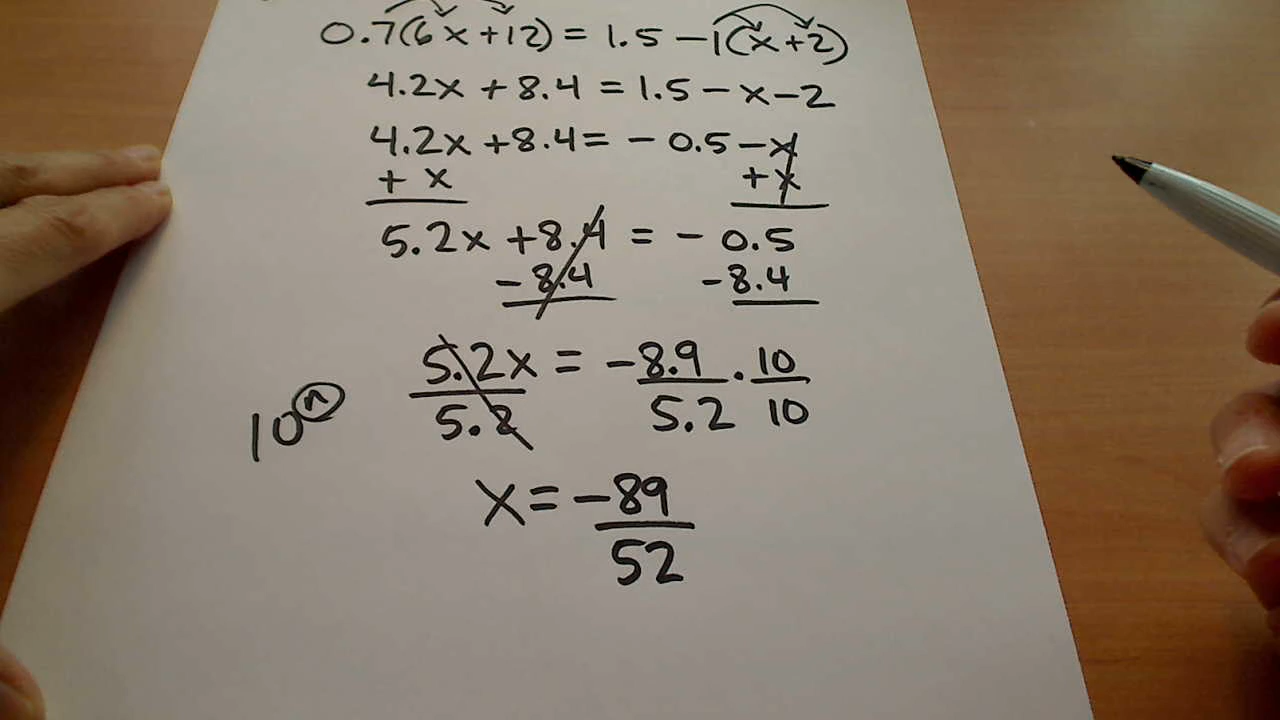 0.7(6x+12) = 1.5 - 1(x+2)
4.2x + 8.4 = 1.5 - x - 2
4.2x + 8.4 = - 0.5 - x
+ x + x
5.2x + 8.4 = - 0.5
- 8.4 - 8.4
5.2x = - 8.9 . 10
5.2 5.2 10
10^n
x = - 89
52